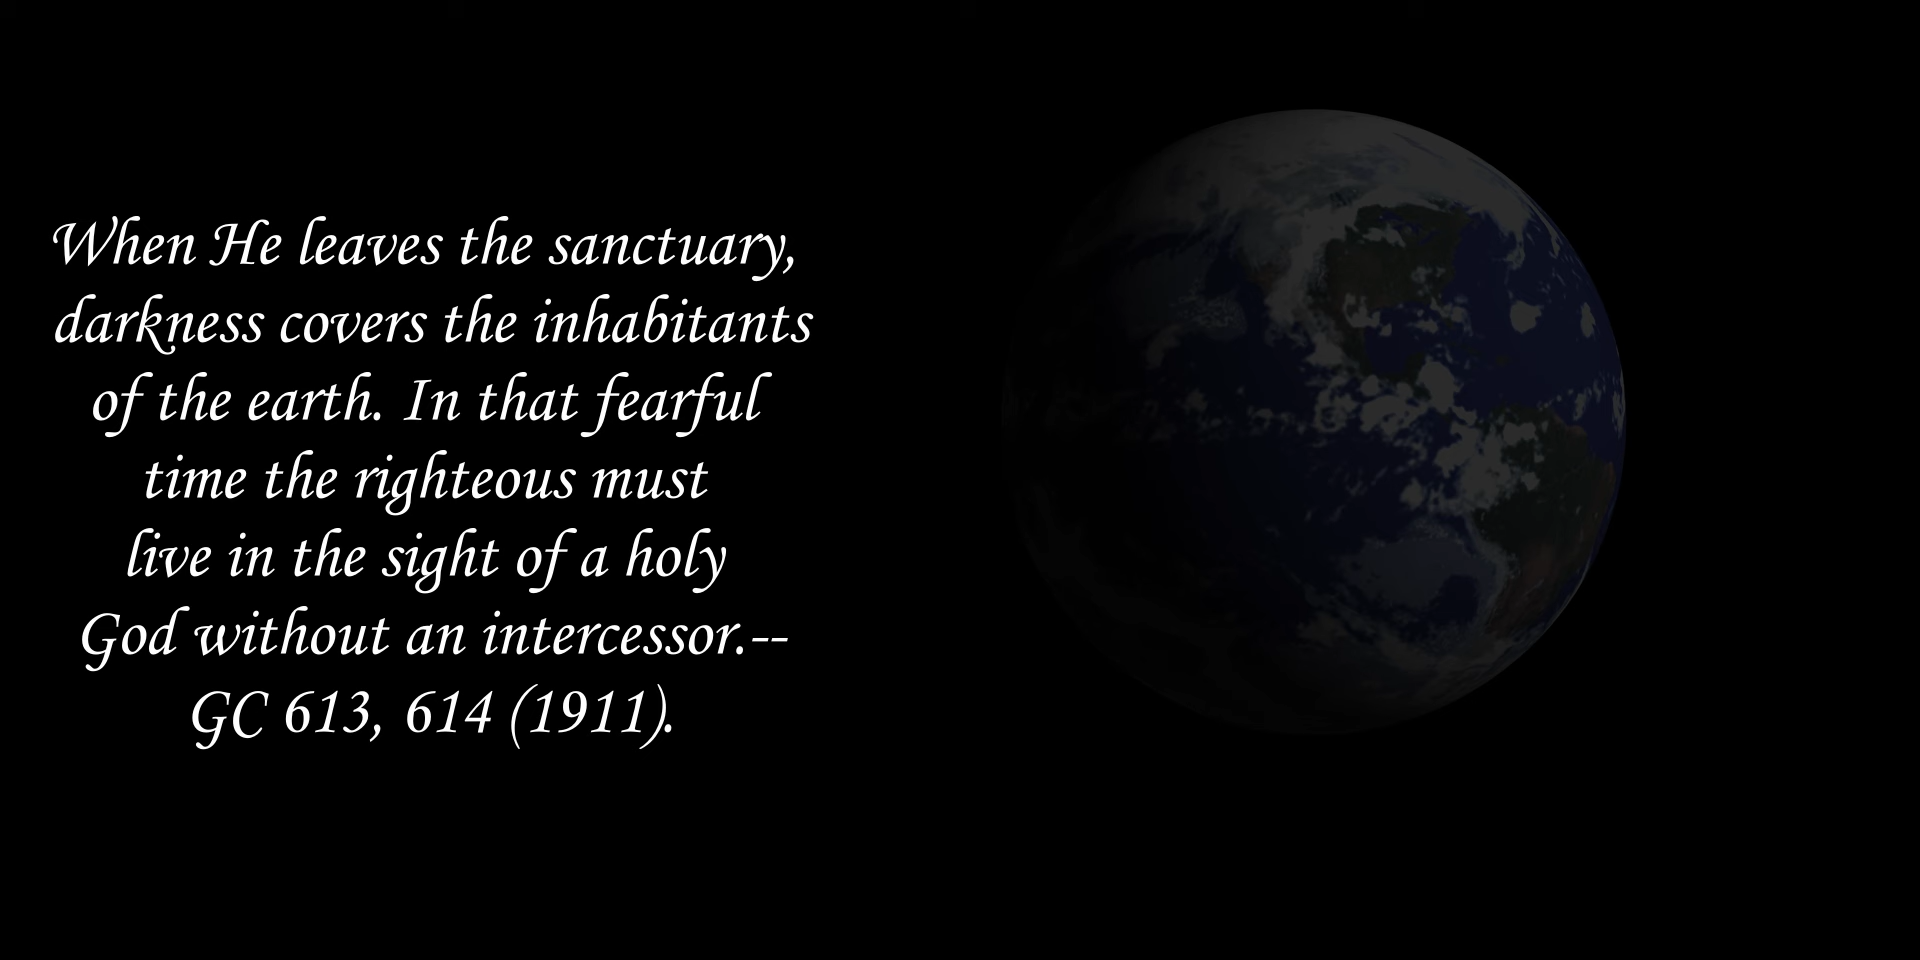 When He leaves the sanctuary,
darkness covers the inhabitants
of the earth. In that fearful
time the righteous must
live in the sight of a holy
God without an intercessor.--
GC 613, 614 (1911).